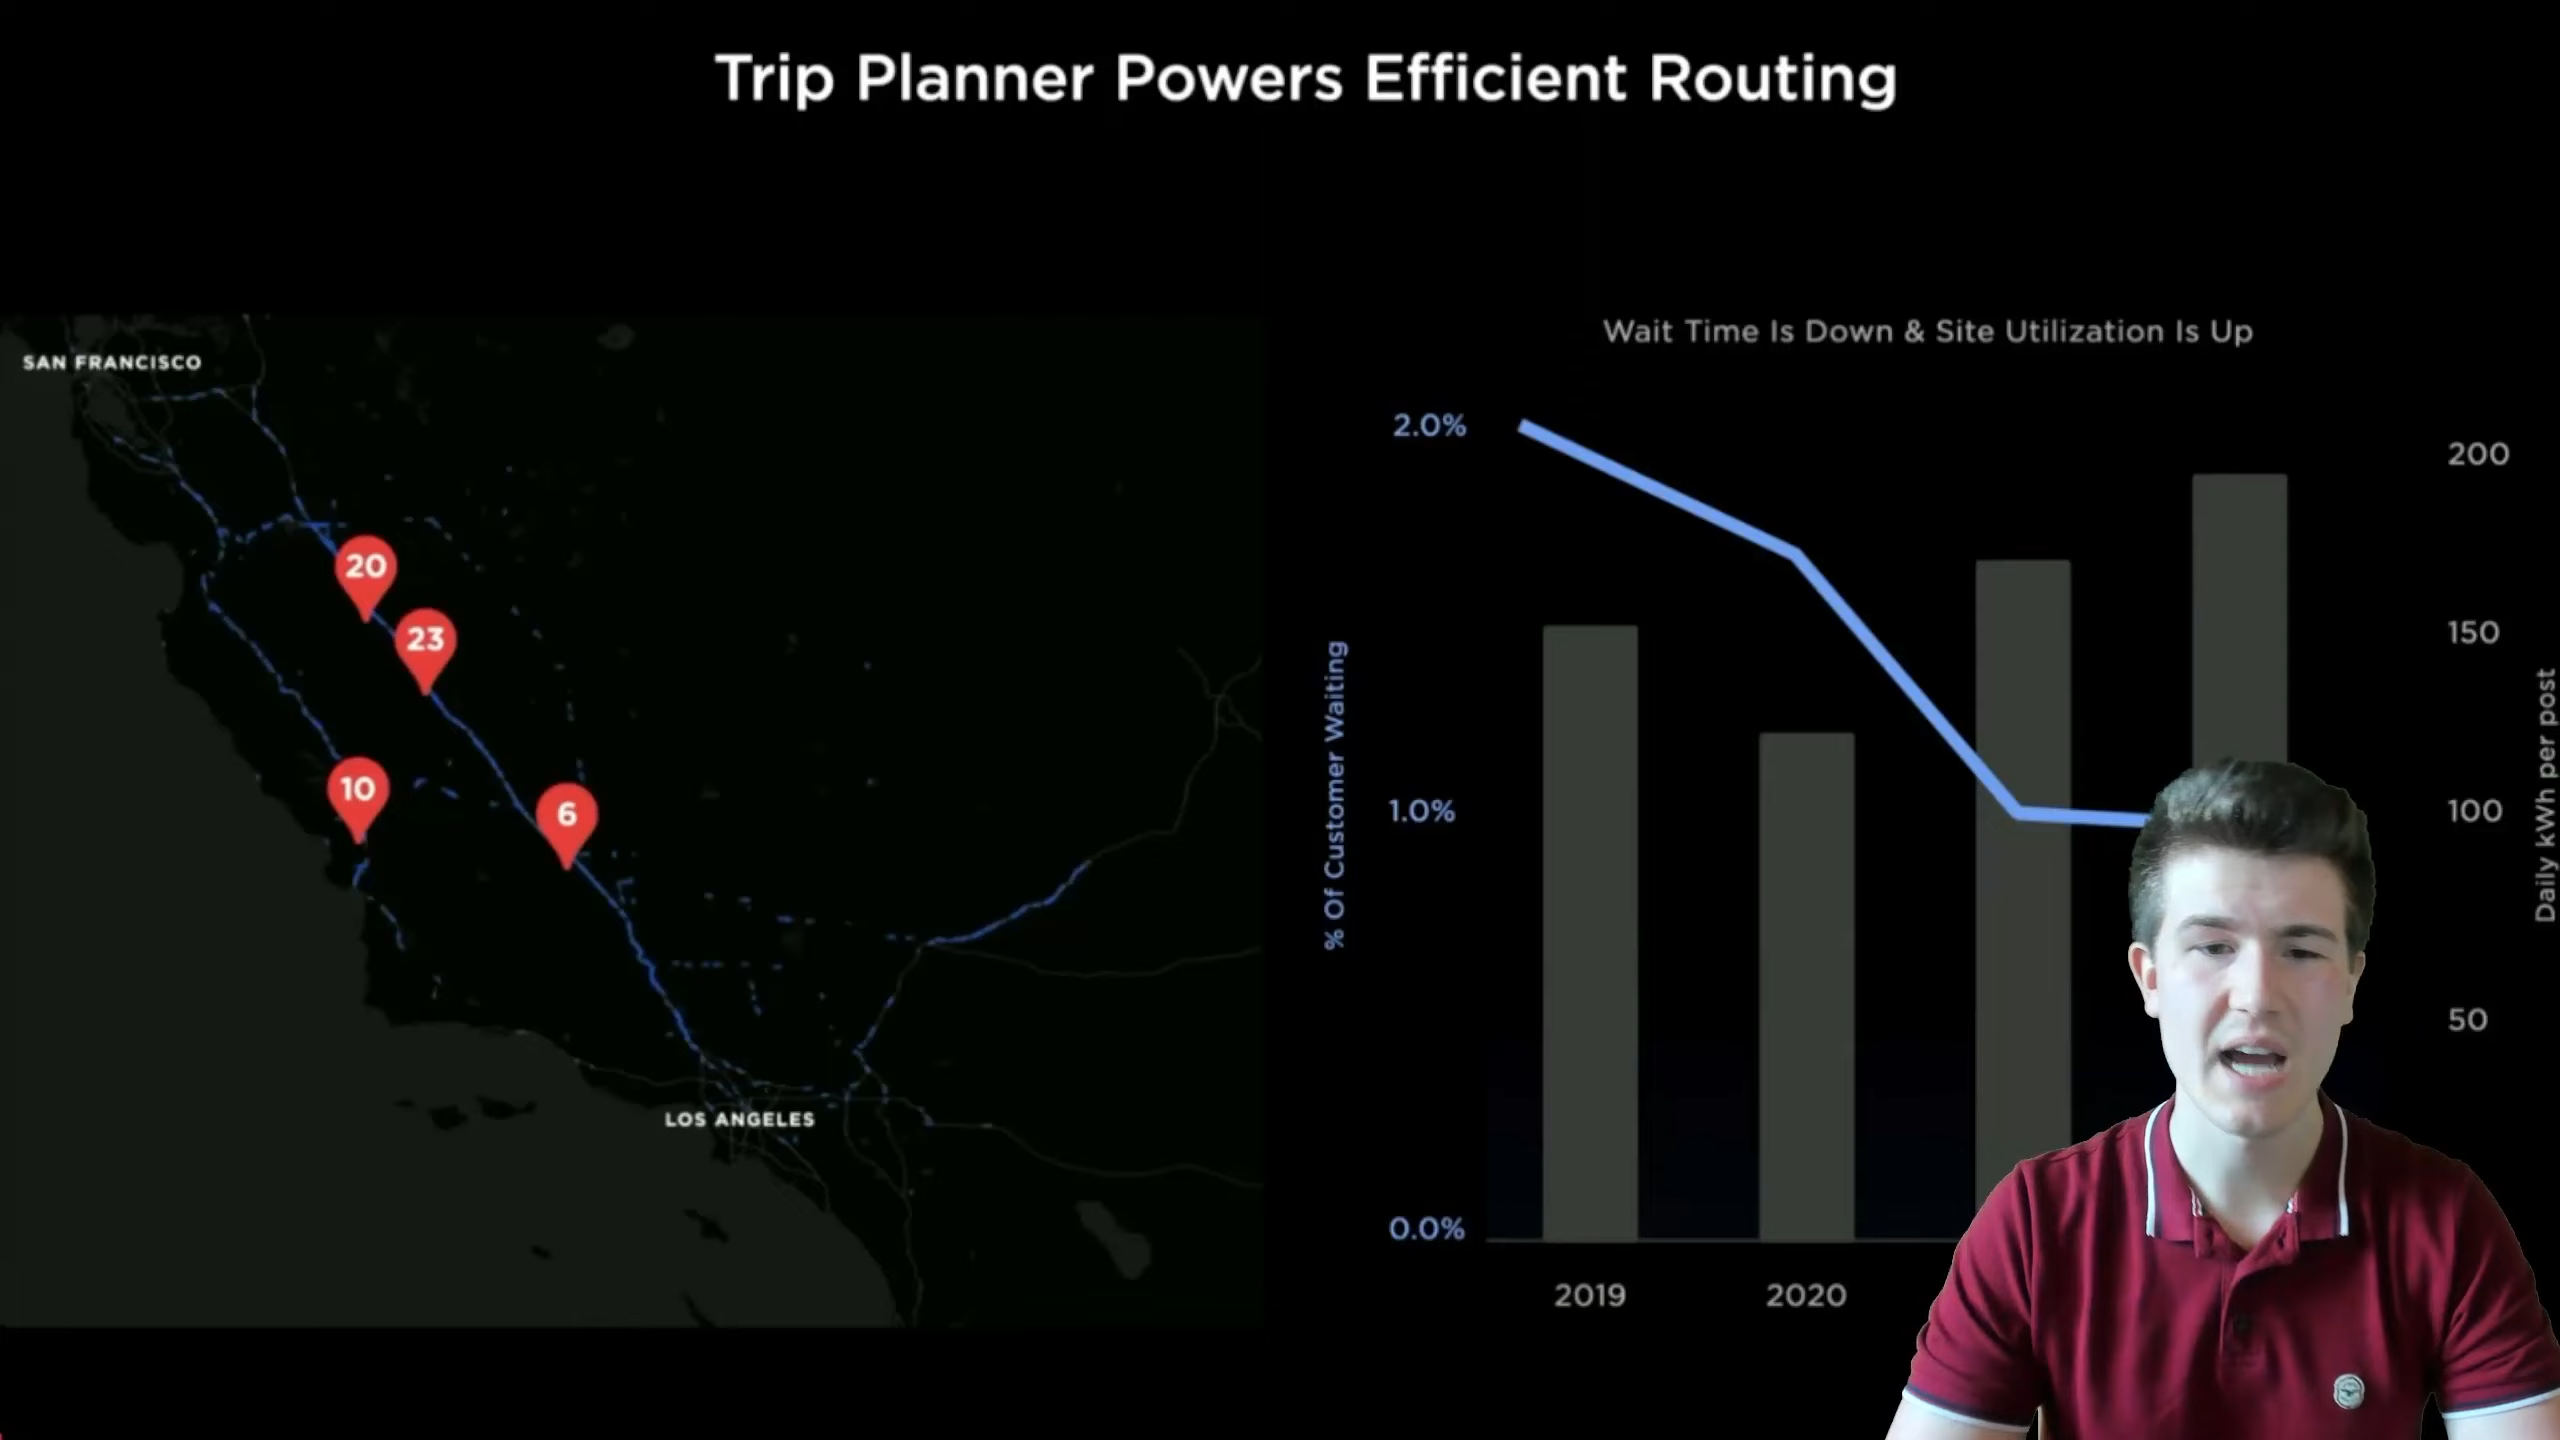 Trip Planner Powers Efficient Routing
SAN FRANCISCO
20
23
10
6
LOS ANGELES
Wait Time Is Down & Site Utilization Is Up
2.0%
1.0%
0.0%
% Of Customer Waiting
200
150
100
50
Daily kWh per post
2019
2020